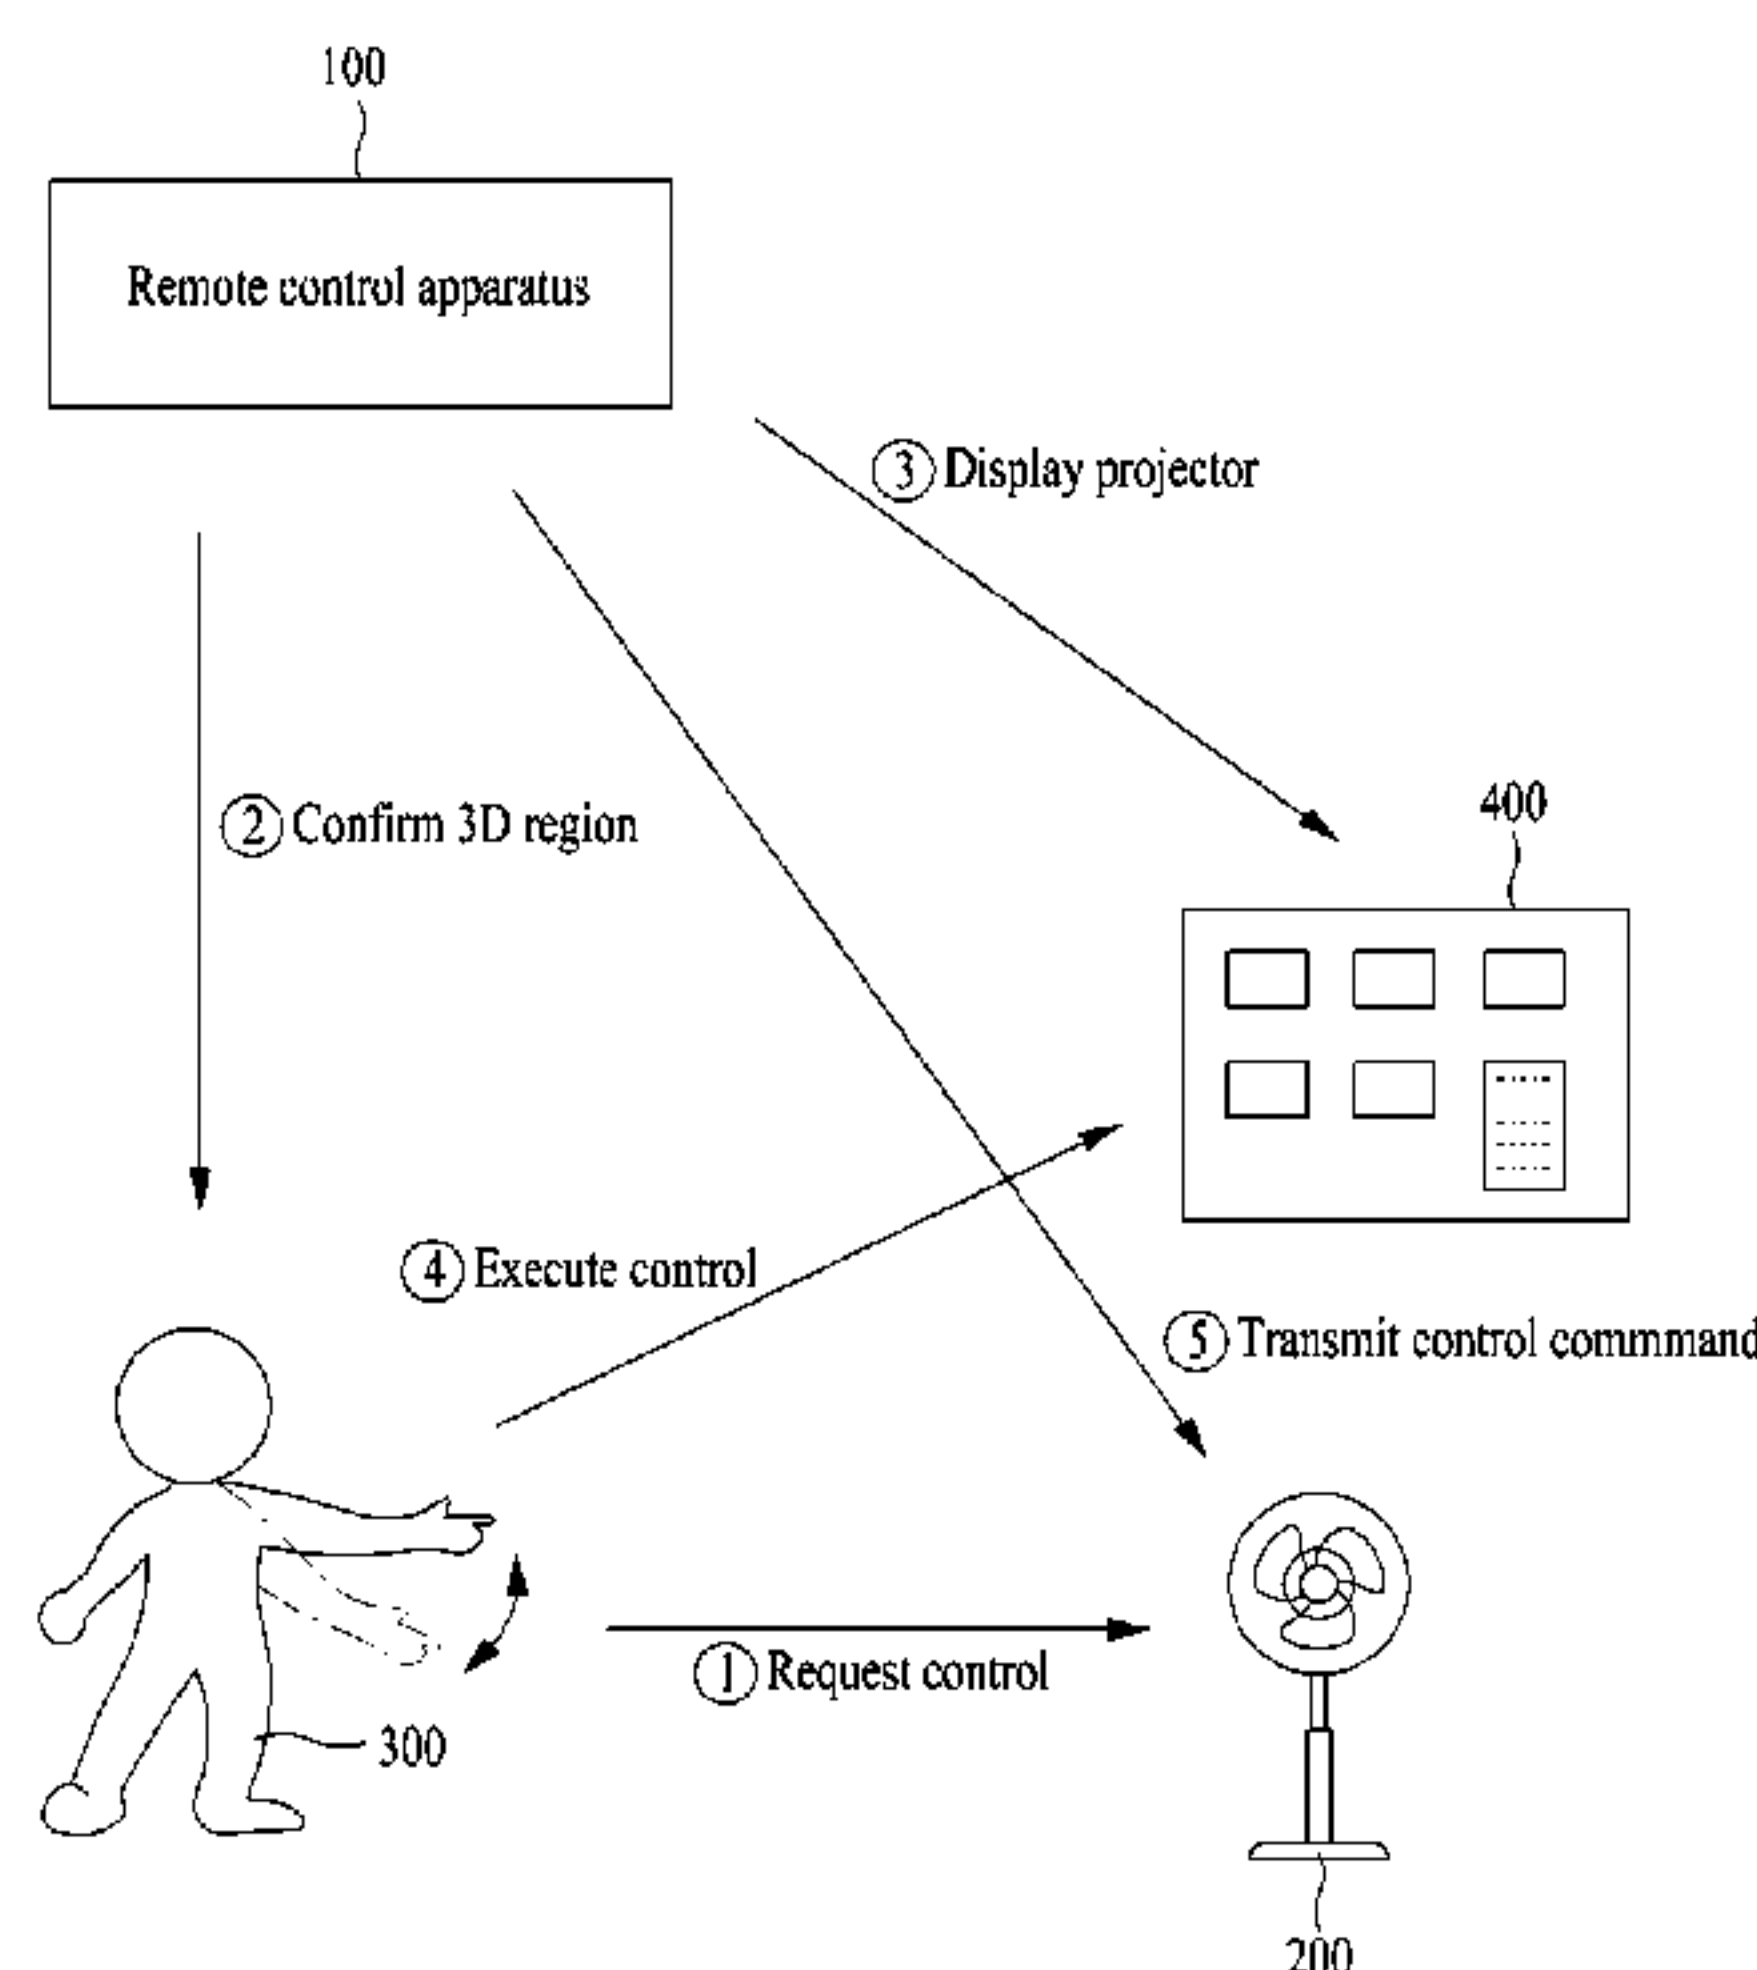 100
Remote control apparatus
③ Display projector
② Confirm 3D region
400
④ Execute control
⑤ Transmit control commmand
① Request control
300
200